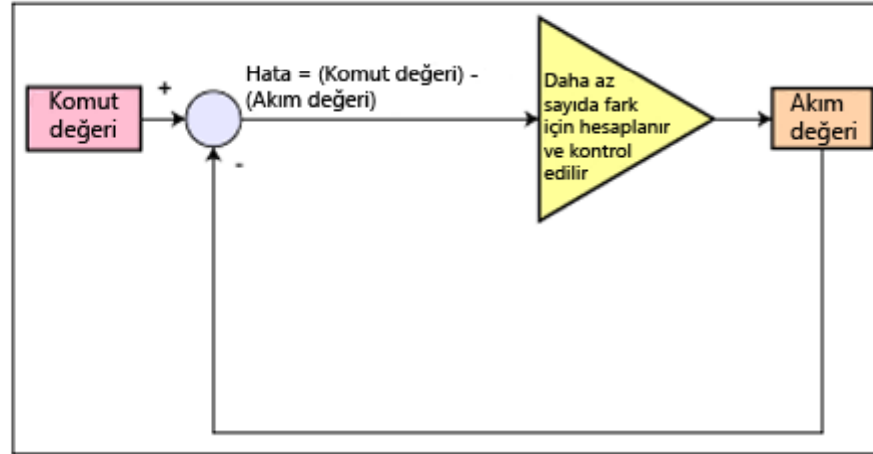 Komut
değeri
+
-
Hata = (Komut değeri) -
(Akım değeri)
Daha az
sayıda fark
için hesaplanır
ve kontrol
edilir
Akım
değeri